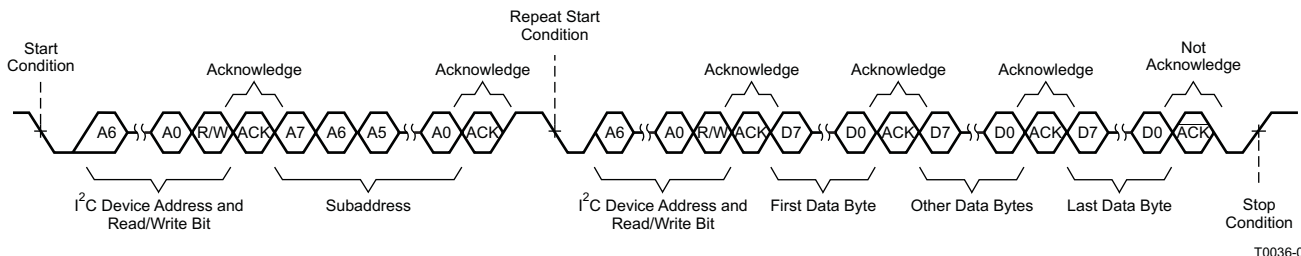 Repeat Start
Condition
Start
Condition
Not
Acknowledge
Acknowledge
Acknowledge
Acknowledge
Acknowledge
Acknowledge
A6 A0 R/W ACK A7 A6 A5 A0 ACK A6 A0 R/W ACK D7 D0 ACK D7 D0 ACK D7 D0 ACK
I²C Device Address and
Read/Write Bit
Subaddress
I²C Device Address and
Read/Write Bit
First Data Byte
Other Data Bytes
Last Data Byte
Stop
Condition